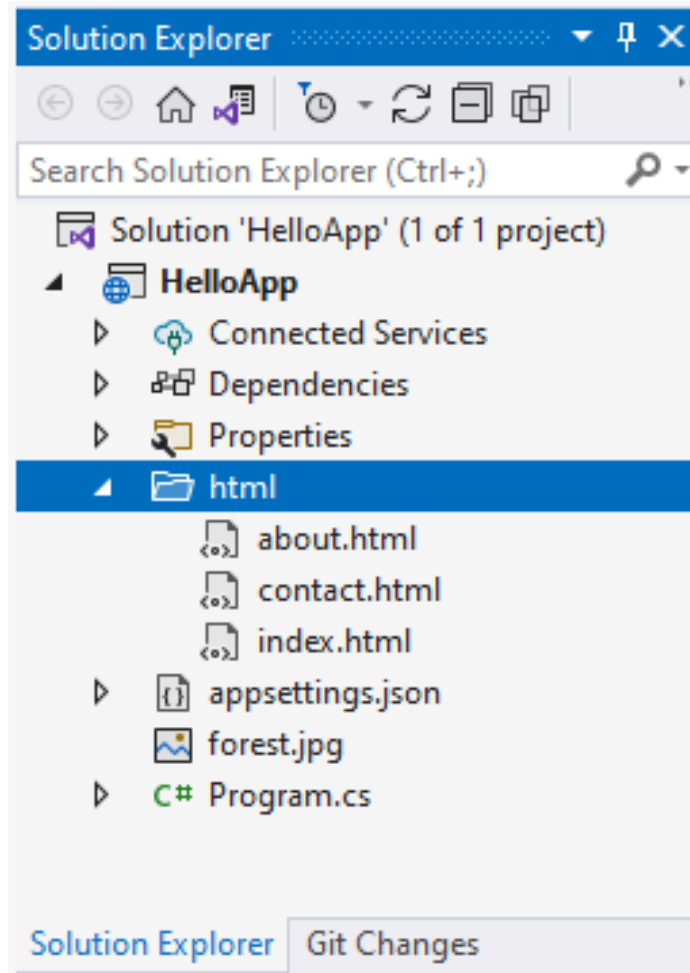 Solution Explorer
Search Solution Explorer (Ctrl+;)
Solution 'HelloApp' (1 of 1 project)
HelloApp
Connected Services
Dependencies
Properties
html
about.html
contact.html
index.html
appsettings.json
forest.jpg
C# Program.cs
Solution Explorer Git Changes